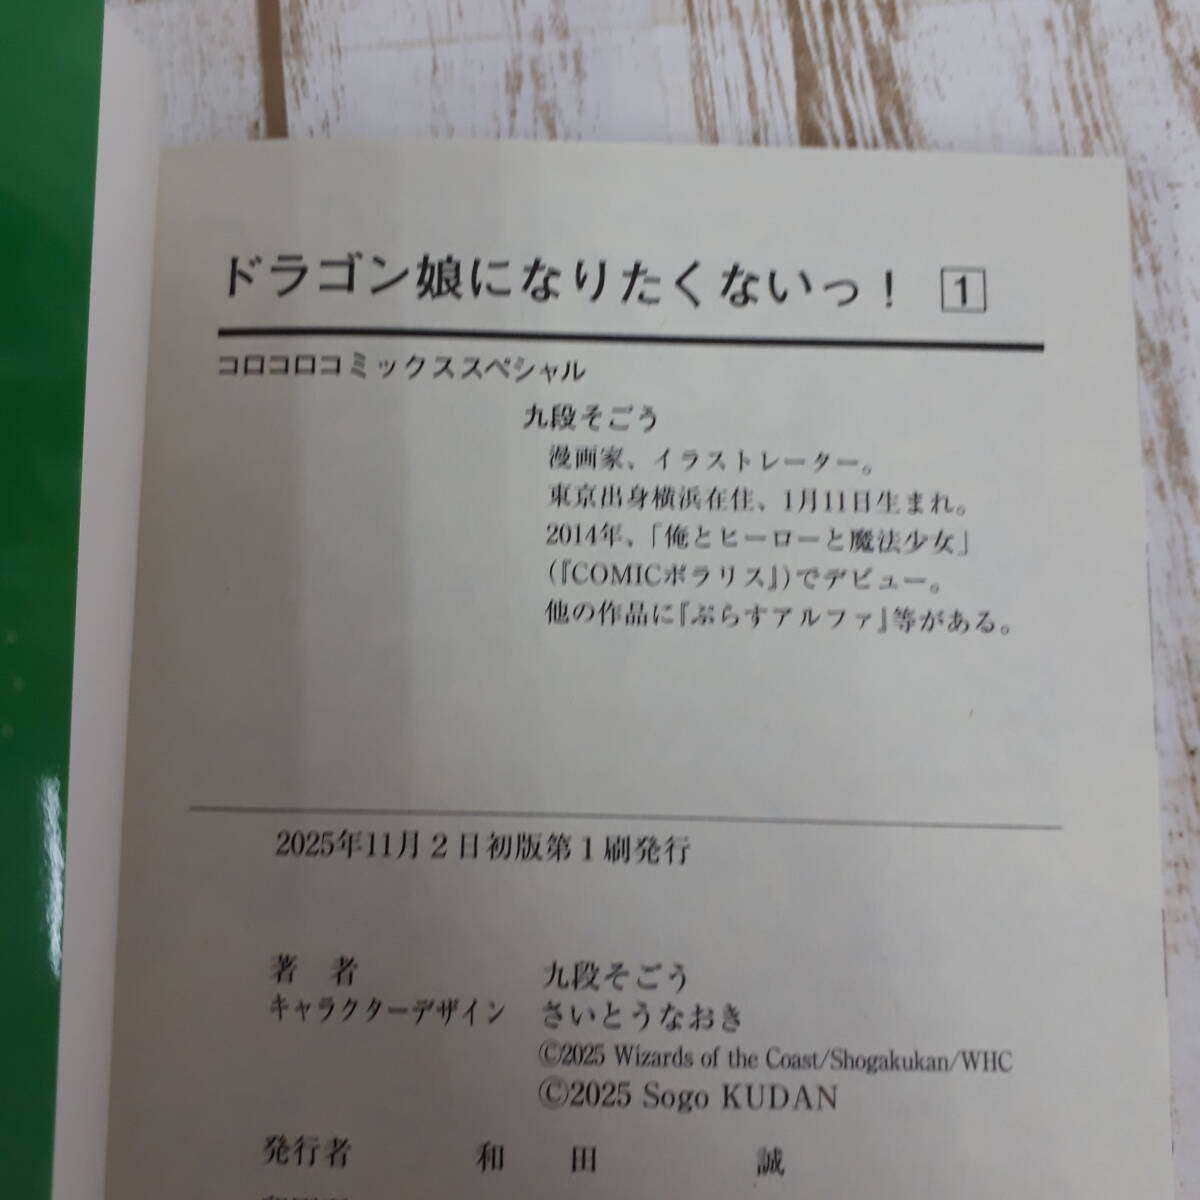 ドラゴン娘になりたくないっ! 1
コロコロコミックススペシャル
九段そごう
漫画家、イラストレーター。
東京出身横浜在住、1月11日生まれ。
2014年、「俺とヒーローと魔法少女」
(『COMICポラリス』)でデビュー。
他の作品に『ぷらすアルファ』等がある。
2025年11月2日初版第1刷発行
著者 九段そごう
キャラクターデザイン さいとうなおき
©2025 Wizards of the Coast/Shogakukan/WHC
©2025 Sogo KUDAN
発行者 和田 誠